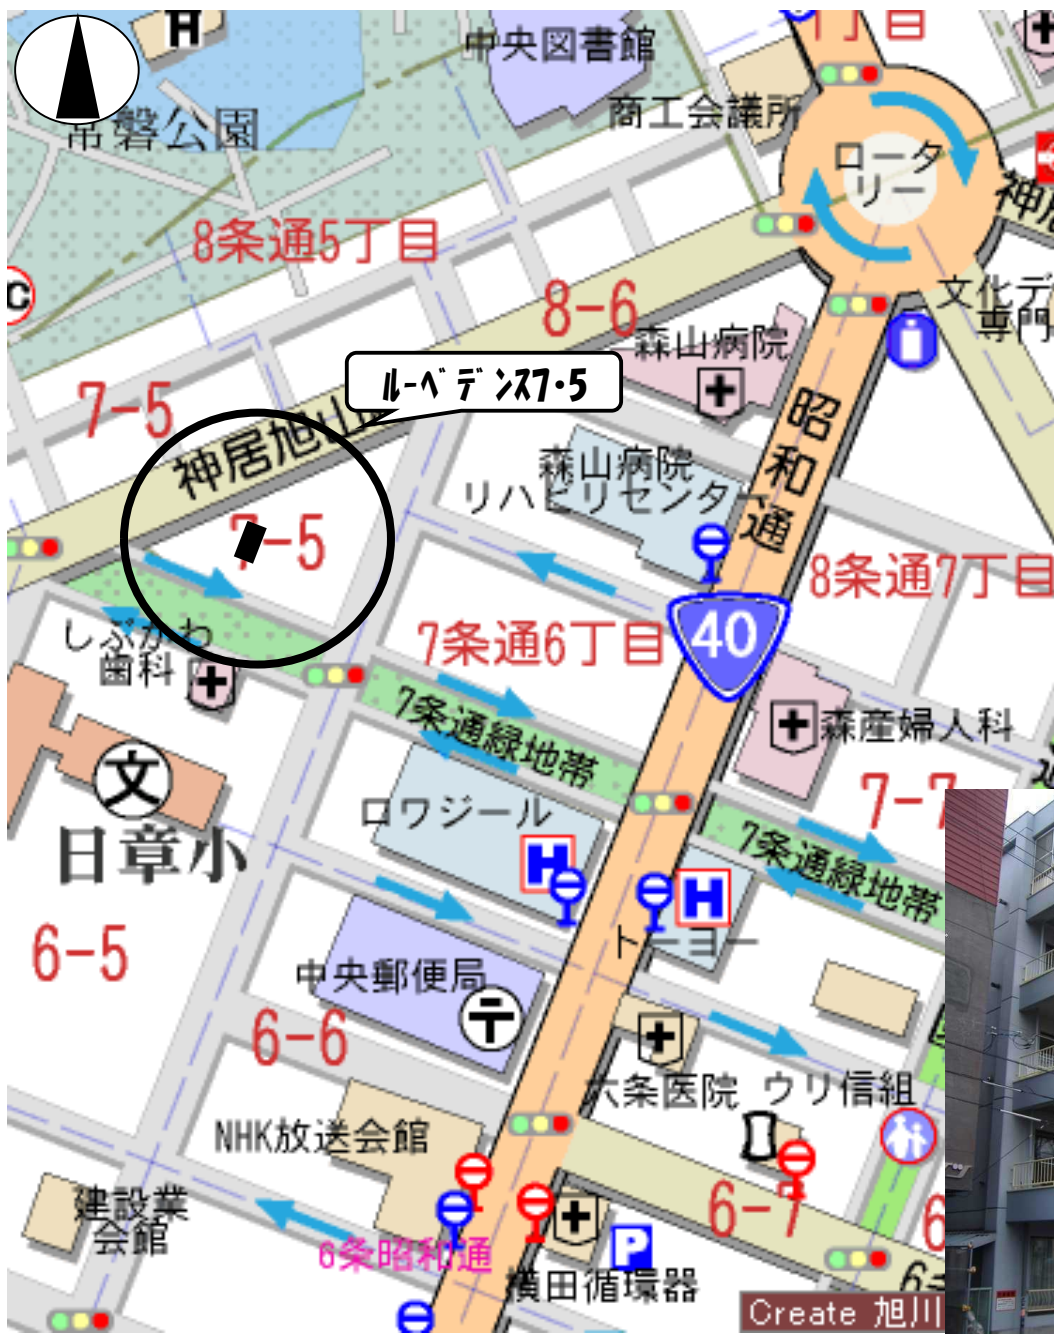 1丁目
中央図書館
商工会議所
常磐公園
ロータ
リー
8条通5丁目
8-6
文化デ
専門
森山病院
ﾙｰﾍﾞﾃﾞﾝｽ7・5
7-5
神居旭山
昭和通
森山病院
リハビリセンター
7-5
8条通7丁目
40
しぶかわ
歯科
7条通6丁目
7条通緑地帯
森産婦人科
文
7-7
ロワジール
H
7条通緑地帯
日章小
H
トーヨー
6-5
中央郵便局
6-6
六条医院
ウリ信組
NHK放送会館
建設業
会館
6-7
6条昭和通
P
横田循環器
Create 旭川